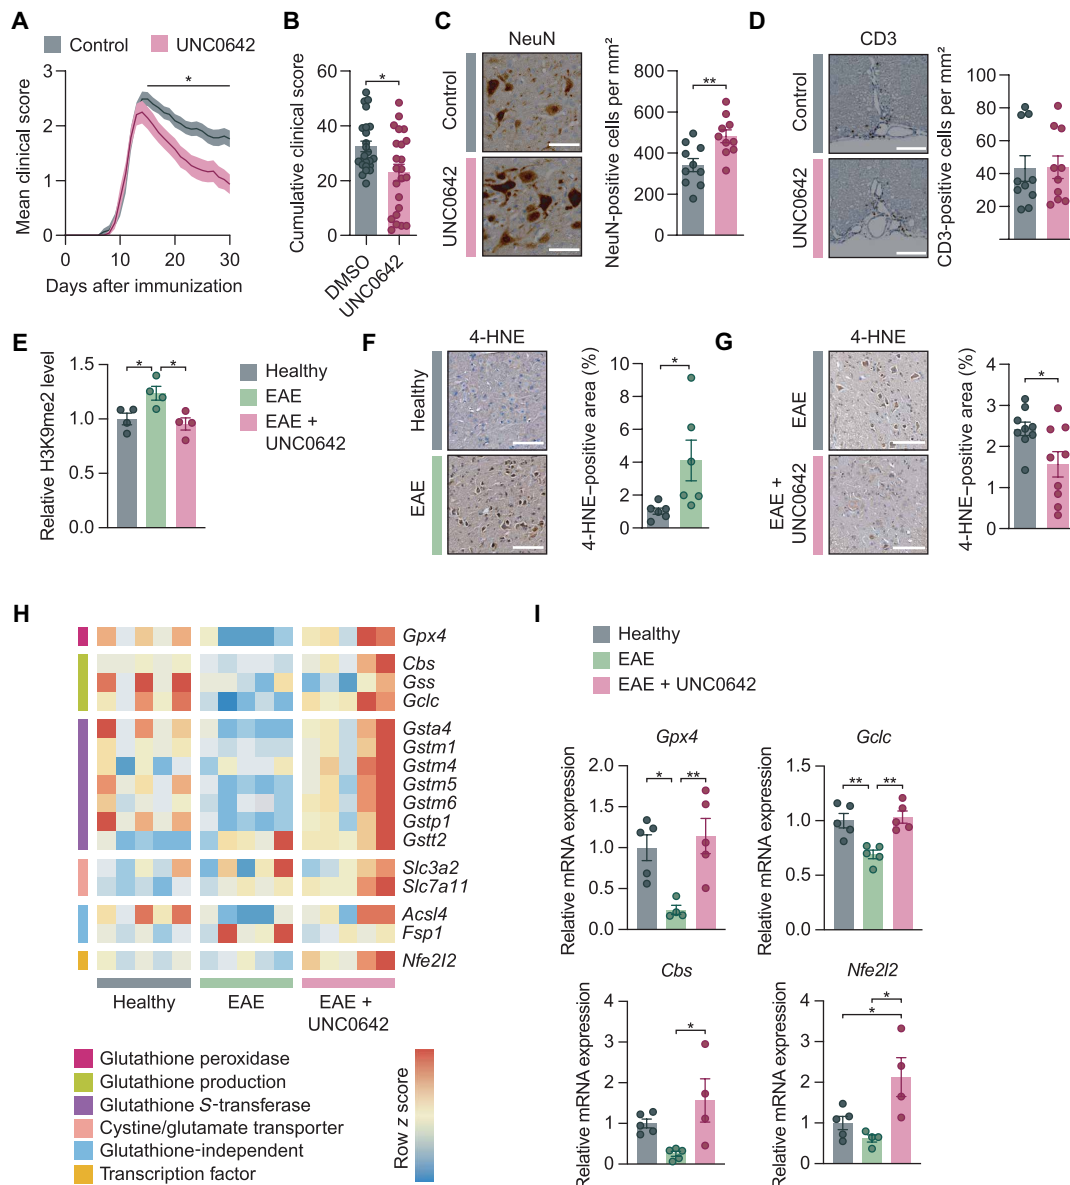 A
Control
UNC0642
Mean clinical score
3
2
1
0
*
0
10
20
30
Days after immunization
B
Cumulative clinical score
60
40
20
0
*
DMSO
UNC0642
C
NeuN
Control
UNC0642
NeuN-positive cells per mm²
800
600
400
200
0
**
D
CD3
Control
UNC0642
CD3-positive cells per mm²
100
80
60
40
20
E
Relative H3K9me2 level
1.5
1.0
0.5
0.0
*
*
Healthy
EAE
EAE +
UNC0642
F
4-HNE
Healthy
EAE
4-HNE–positive area (%)
10
8
6
4
2
0
*
G
4-HNE
EAE
EAE +
UNC0642
4-HNE–positive area (%)
4
3
2
1
0
*
H
Gpx4
Cbs
Gss
Gclc
Gsta4
Gstm1
Gstm4
Gstm5
Gstm6
Gstp1
Gstt2
Slc3a2
Slc7a11
Acsl4
Fsp1
Nfe2l2
Healthy
EAE
EAE +
UNC0642
Glutathione peroxidase
Glutathione production
Glutathione S-transferase
Cystine/glutamate transporter
Glutathione-independent
Transcription factor
Row z score
I
Healthy
EAE
EAE + UNC0642
Gpx4
Relative mRNA expression
2.0
1.5
1.0
0.5
0.0
*
**
Gclc
Relative mRNA expression
1.5
1.0
0.5
0.0
**
**
Cbs
Relative mRNA expression
4
3
2
1
0
*
Nfe2l2
Relative mRNA expression
4
3
2
1
0
*
*